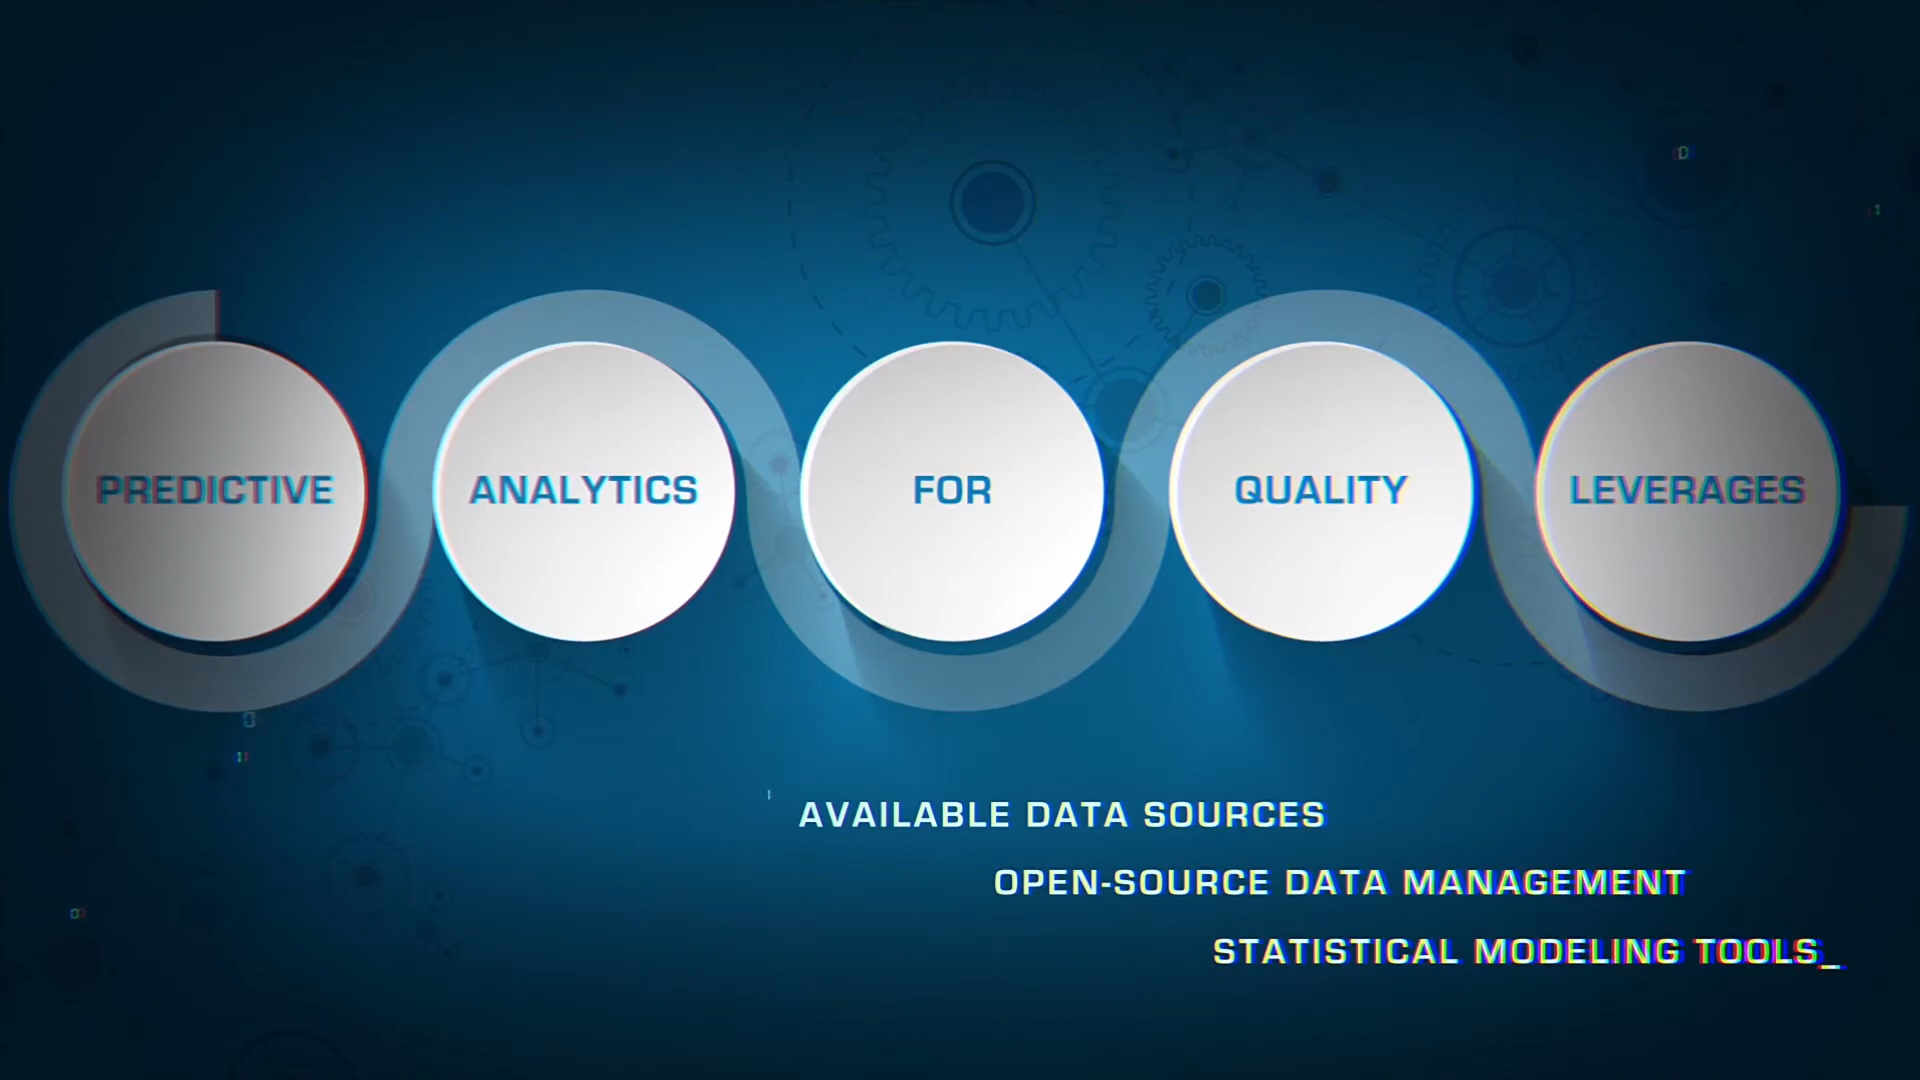 PREDICTIVE ANALYTICS FOR QUALITY LEVERAGES
AVAILABLE DATA SOURCES
OPEN-SOURCE DATA MANAGEMENT
STATISTICAL MODELING TOOLS_